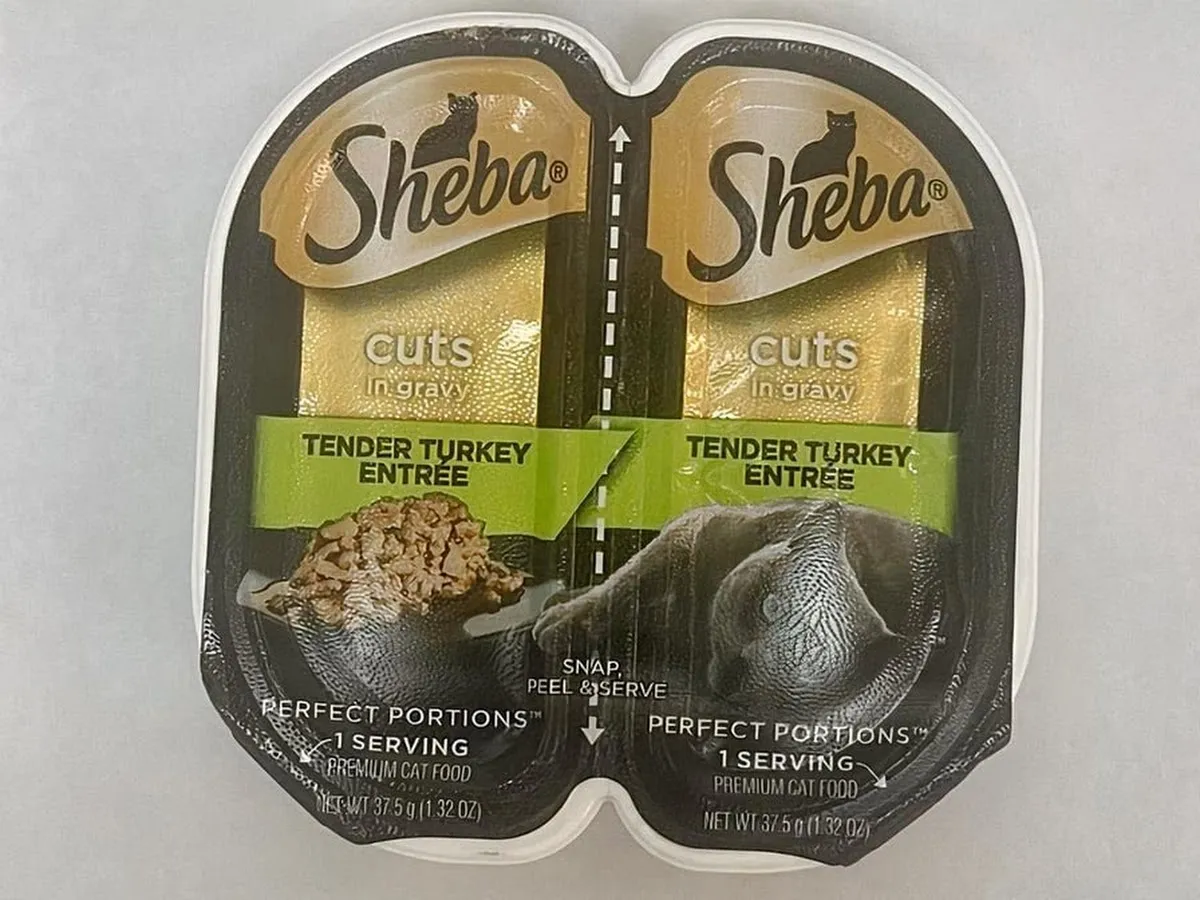 Sheba®
cuts
in gravy
TENDER TURKEY
ENTRÉE
PERFECT PORTIONS™
1 SERVING
PREMIUM CAT FOOD
NET WT 37.5 g (1.32 OZ)
SNAP,
PEEL & SERVE
Sheba®
cuts
in gravy
TENDER TURKEY
ENTRÉE
PERFECT PORTIONS™
1 SERVING
PREMIUM CAT FOOD
NET WT 37.5 g (1.32 OZ)